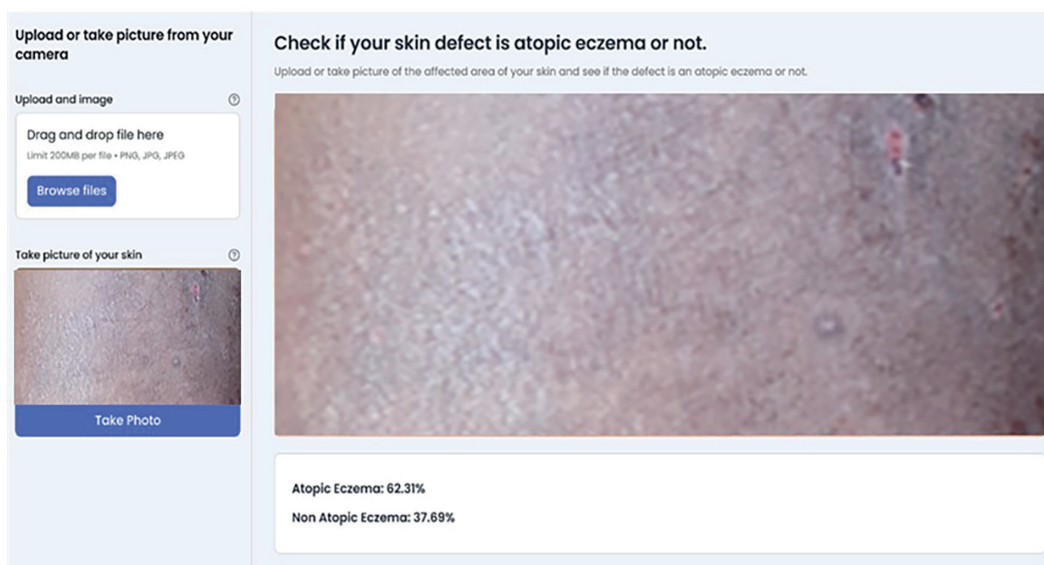 Upload or take picture from your
camera
Upload and image
Drag and drop file here
Limit 200MB per file • PNG, JPG, JPEG
Browse files
Take picture of your skin
Take Photo
Check if your skin defect is atopic eczema or not.
Upload or take picture of the affected area of your skin and see if the defect is an atopic eczema or not.
Atopic Eczema: 62.31%
Non Atopic Eczema: 37.69%